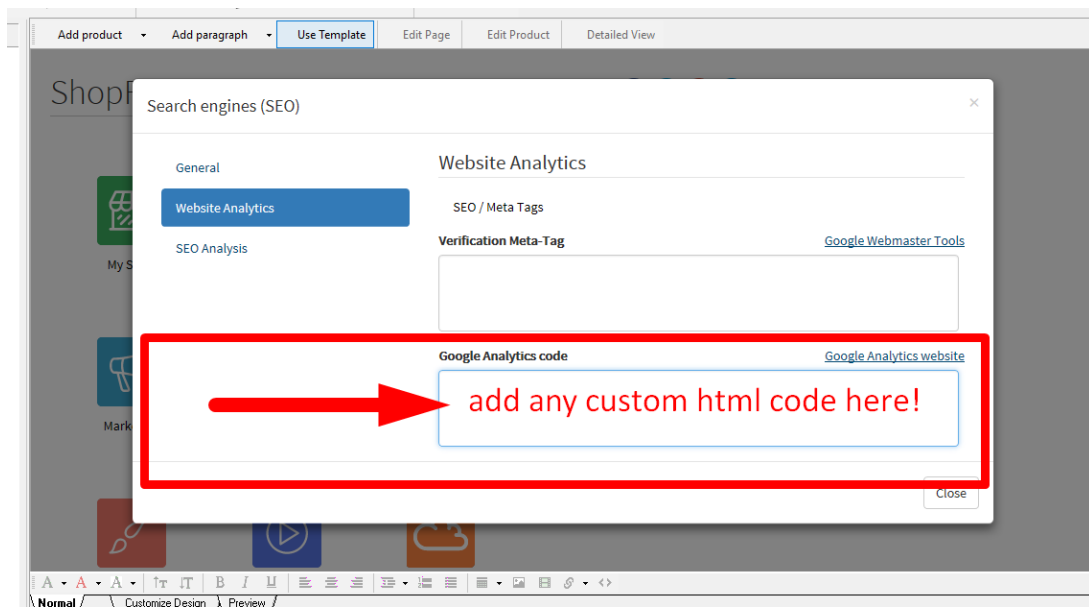 Add product Add paragraph Use Template Edit Page Edit Product Detailed View
Search engines (SEO) ×
General
Website Analytics
SEO Analysis
Website Analytics
SEO / Meta Tags
Verification Meta-Tag Google Webmaster Tools
Google Analytics code Google Analytics website
add any custom html code here!
Close
My S
Mark
A A A T T B I U
Normal Customize Design Preview